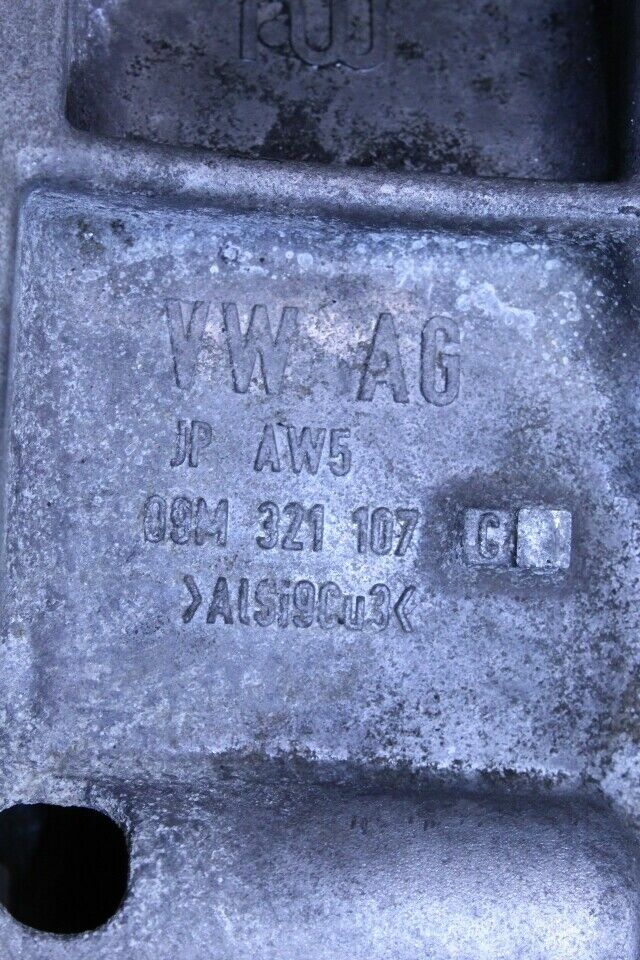 VW AG
JP AW5
09M 321 107 C
>AlSi9Cu3<